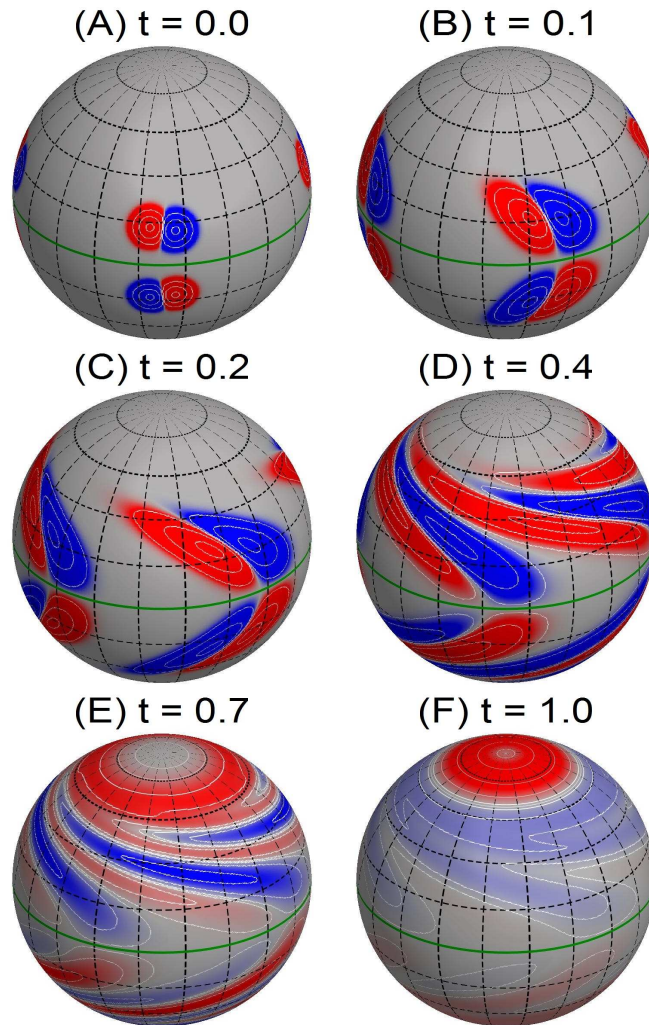 (A) t = 0.0
(B) t = 0.1
(C) t = 0.2
(D) t = 0.4
(E) t = 0.7
(F) t = 1.0